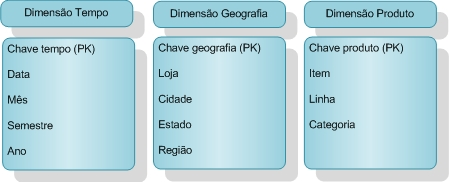 Dimensão Tempo
Chave tempo (PK)
Data
Mês
Semestre
Ano
Dimensão Geografia
Chave geografia (PK)
Loja
Cidade
Estado
Região
Dimensão Produto
Chave produto (PK)
Item
Linha
Categoria